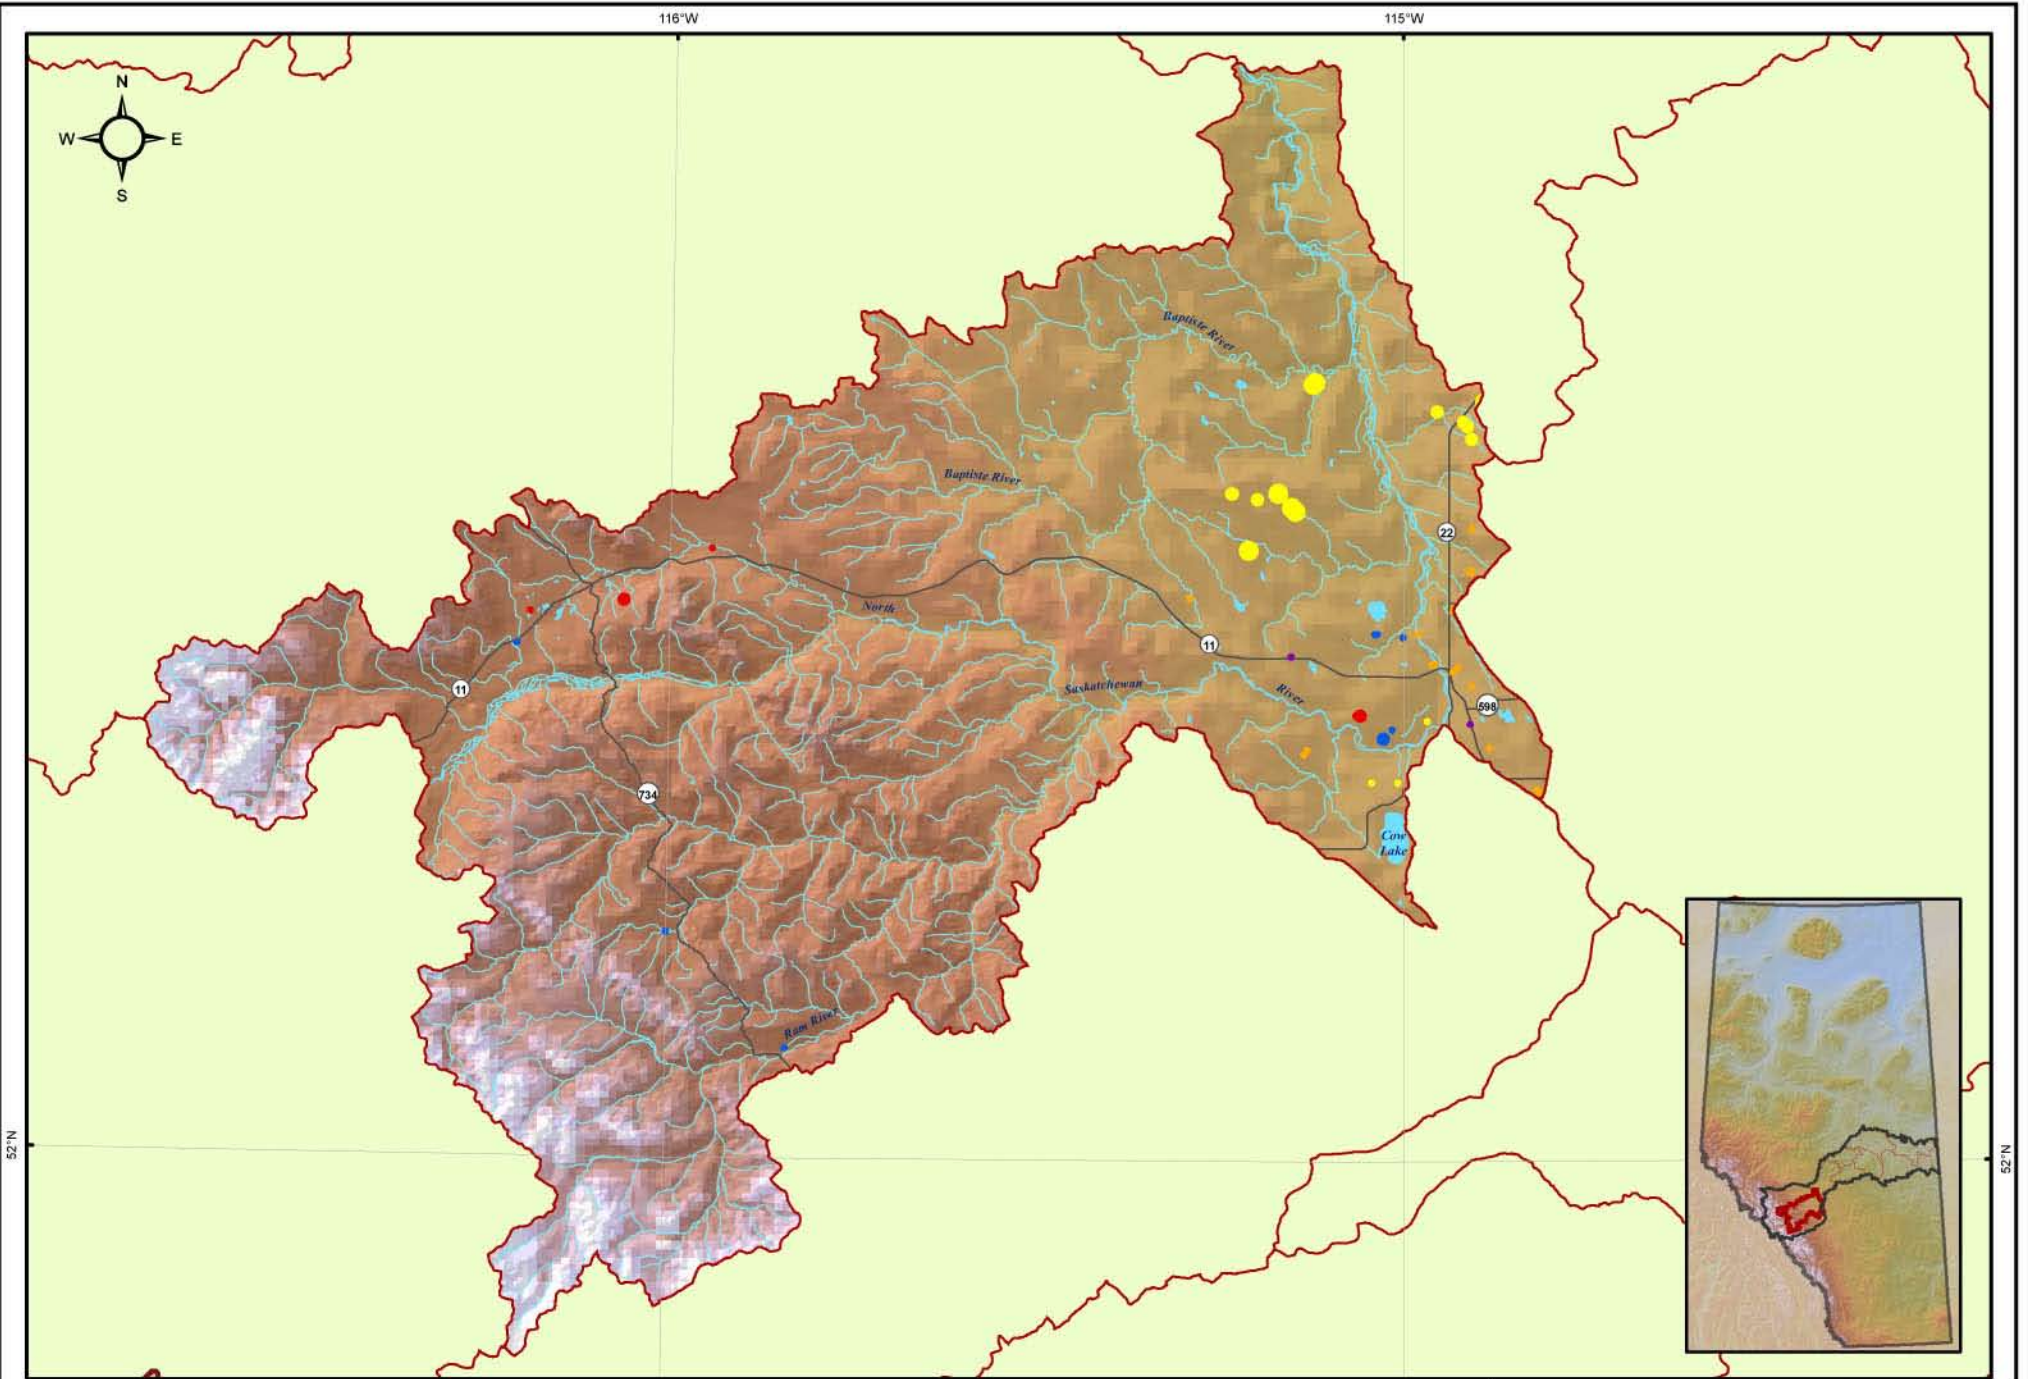 116°W
115°W
N
W E
S
Baptiste River
Baptiste River
22
North
11
11
Saskatchewan
River
598
734
Cow
Lake
Ram River
52°N
52°N